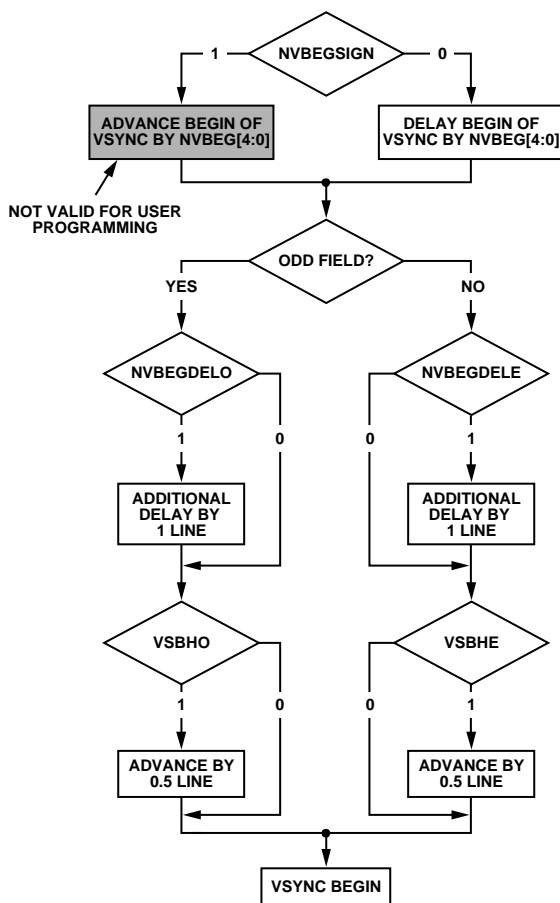 NVBEGSIGN
1
0
ADVANCE BEGIN OF
VSYNC BY NVBEG[4:0]
DELAY BEGIN OF
VSYNC BY NVBEG[4:0]
NOT VALID FOR USER
PROGRAMMING
ODD FIELD?
YES
NO
NVBEGDELO
NVBEGDELE
1
0
0
1
ADDITIONAL
DELAY BY
1 LINE
ADDITIONAL
DELAY BY
1 LINE
VSBHO
VSBHE
1
0
0
1
ADVANCE BY
0.5 LINE
ADVANCE BY
0.5 LINE
VSYNC BEGIN